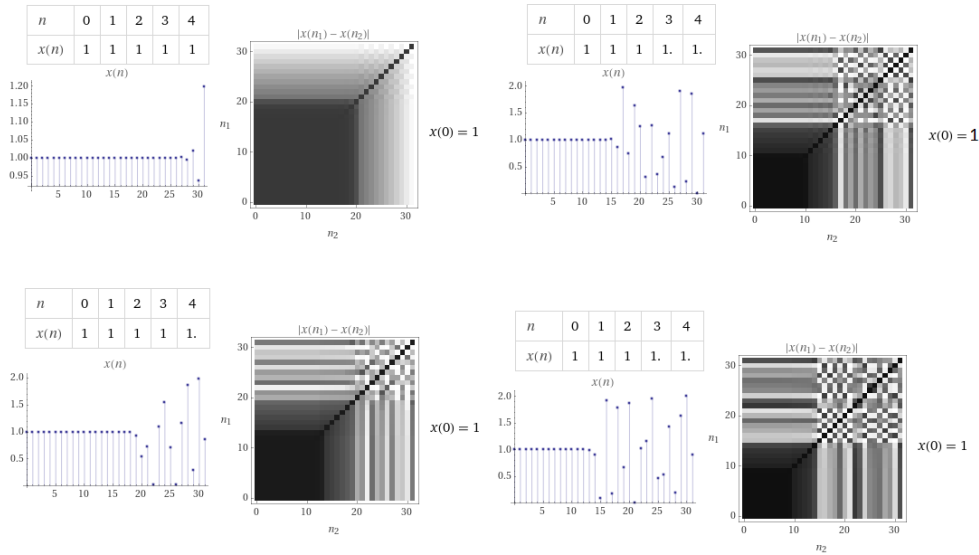 n 0 1 2 3 4
x(n) 1 1 1 1 1
x(n)
1.20
1.15
1.10
1.05
1.00
0.95
5 10 15 20 25 30
|x(n₁) − x(n₂)|
30
20
n₁
10
0
0 10 20 30
n₂
x(0) = 1
n 0 1 2 3 4
x(n) 1 1 1 1. 1.
x(n)
2.0
1.5
1.0
0.5
5 10 15 20 25 30
|x(n₁) − x(n₂)|
30
20
n₁
10
0
0 10 20 30
n₂
x(0) = 1
n 0 1 2 3 4
x(n) 1 1 1 1 1.
x(n)
2.0
1.5
1.0
0.5
5 10 15 20 25 30
|x(n₁) − x(n₂)|
30
20
n₁
10
0
0 10 20 30
n₂
x(0) = 1
n 0 1 2 3 4
x(n) 1 1 1 1. 1.
x(n)
2.0
1.5
1.0
0.5
5 10 15 20 25 30
|x(n₁) − x(n₂)|
30
20
n₁
10
0
0 10 20 30
n₂
x(0) = 1